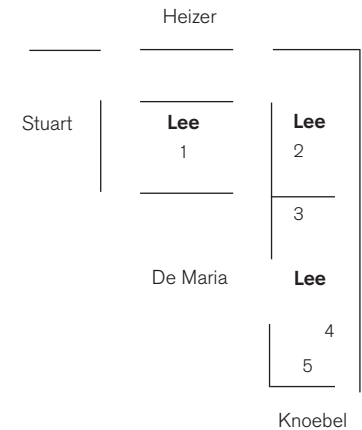 Heizer
Stuart Lee Lee
1 2
3
De Maria Lee
4
5
Knoebel